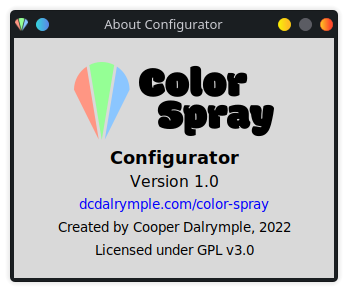 About Configurator
Color
Spray
Configurator
Version 1.0
dcdalrymple.com/color-spray
Created by Cooper Dalrymple, 2022
Licensed under GPL v3.0